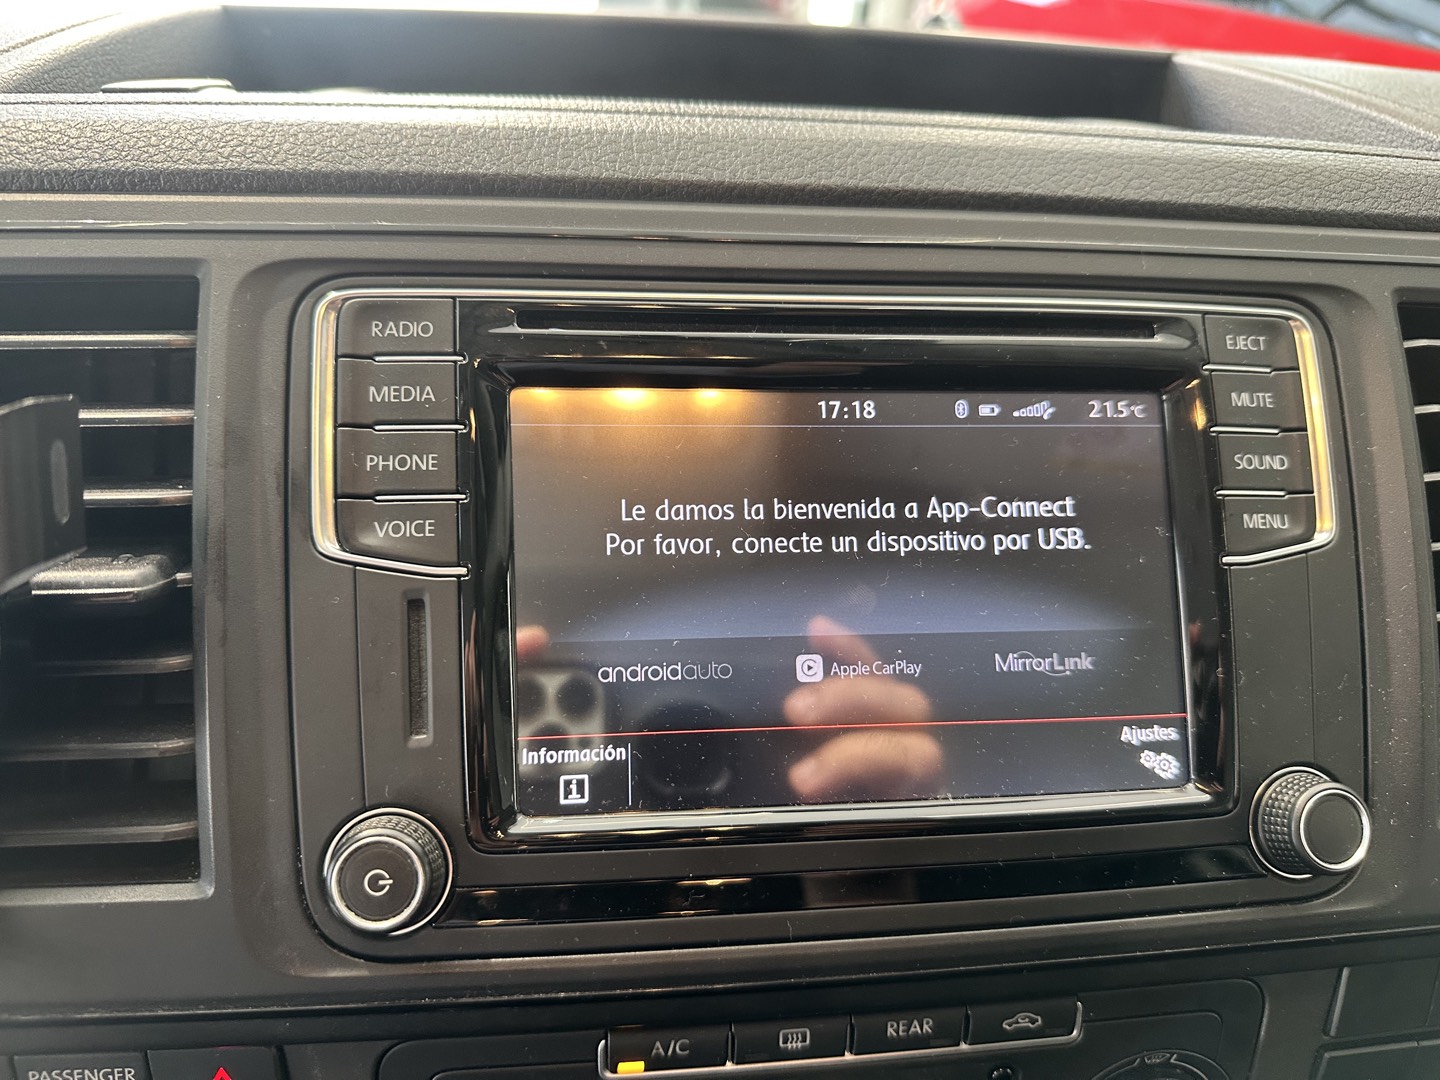 RADIO
MEDIA
PHONE
VOICE
EJECT
MUTE
SOUND
MENU
17:18
21.5°C
Le damos la bienvenida a App-Connect
Por favor, conecte un dispositivo por USB.
androidauto
Apple CarPlay
MirrorLink
Información
i
Ajustes
A/C
REAR
PASSENGER